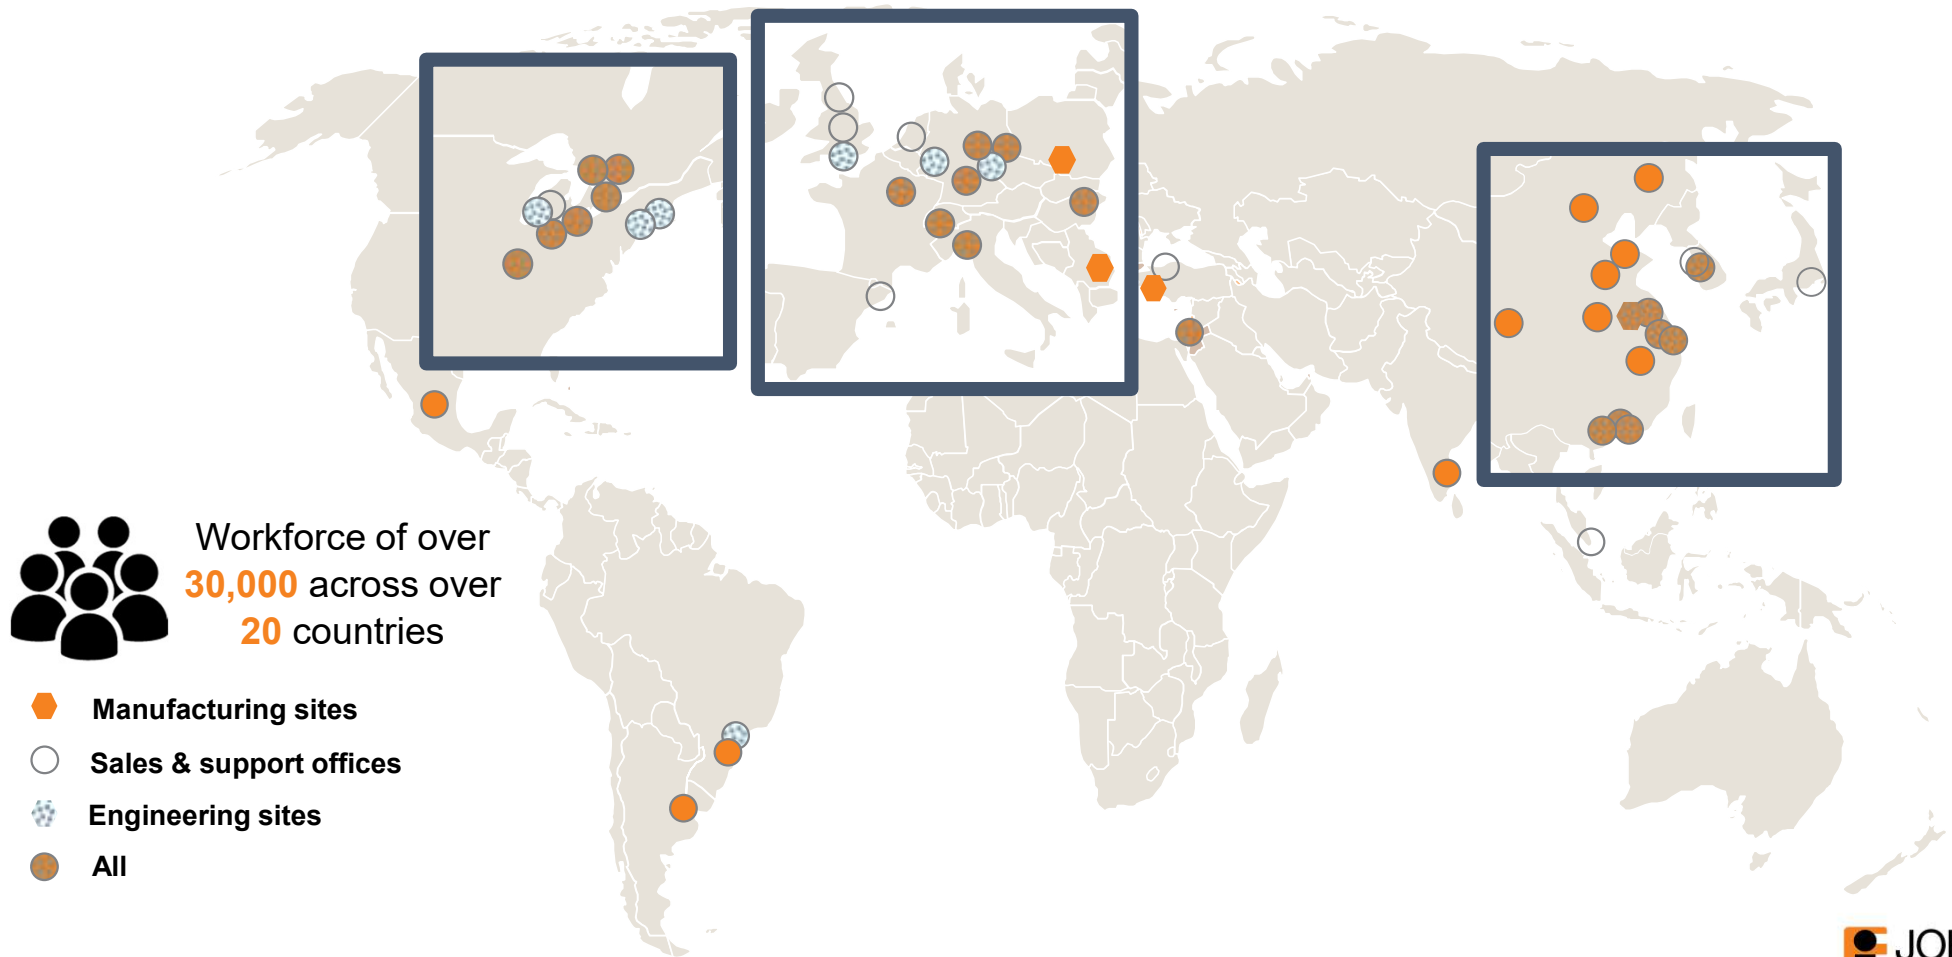 Workforce of over
30,000 across over
20 countries
Manufacturing sites
Sales & support offices
Engineering sites
All